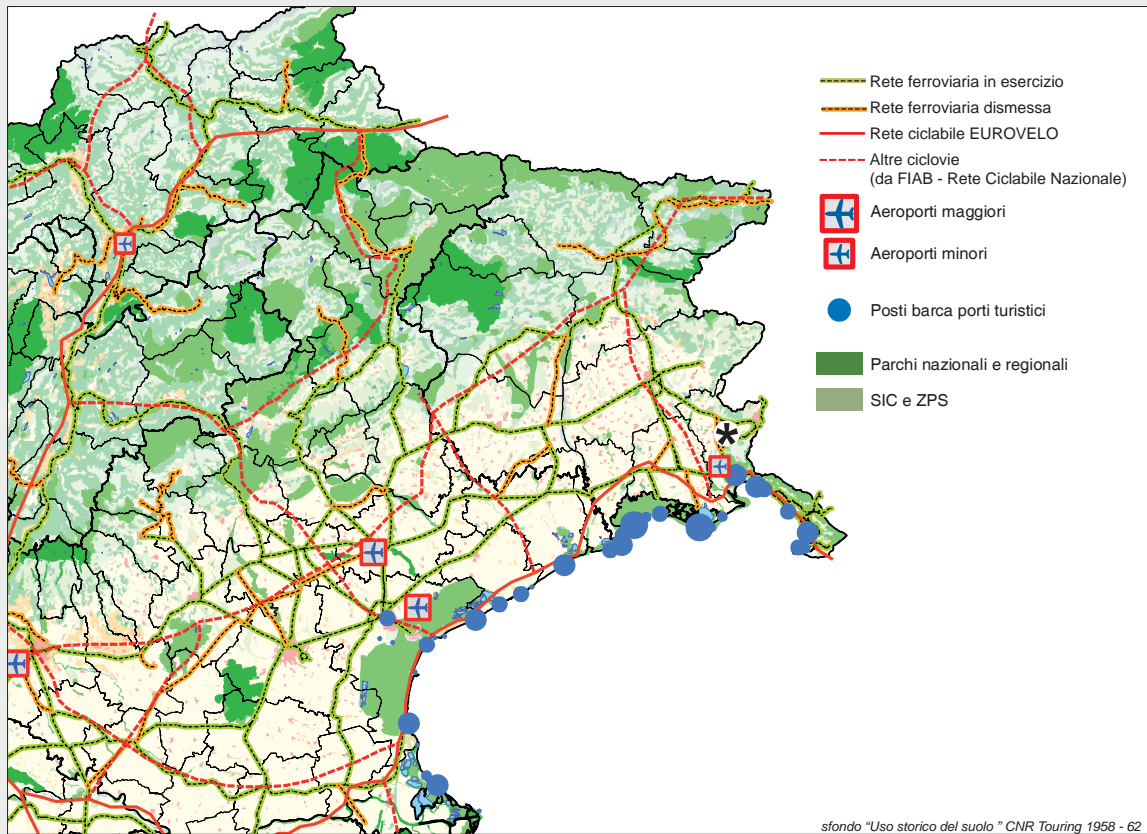 Rete ferroviaria in esercizio
Rete ferroviaria dismessa
Rete ciclabile EUROVELO
Altre ciclovie
(da FIAB - Rete Ciclabile Nazionale)
Aeroporti maggiori
Aeroporti minori
Posti barca porti turistici
Parchi nazionali e regionali
SIC e ZPS
*
sfondo "Uso storico del suolo " CNR Touring 1958 - 62